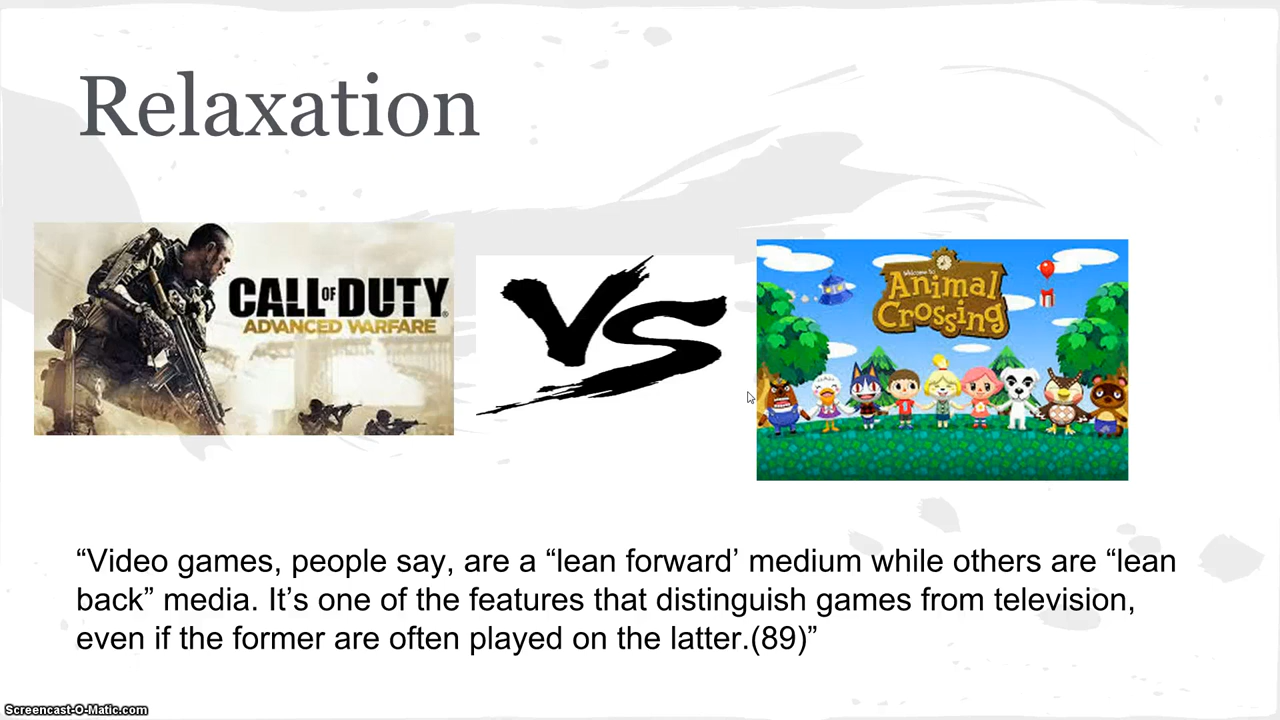 Relaxation
CALL OF DUTY
ADVANCED WARFARE
VS
Welcome to
Animal
Crossing
“Video games, people say, are a “lean forward’ medium while others are “lean
back” media. It’s one of the features that distinguish games from television,
even if the former are often played on the latter.(89)”
Screencast-O-Matic.com